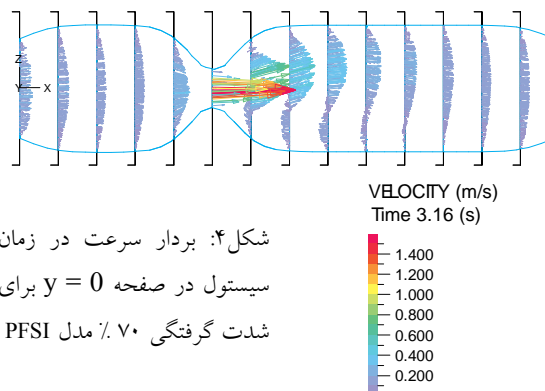 Z
Y X
VELOCITY (m/s)
Time 3.16 (s)
1.400
1.200
1.000
0.800
0.600
0.400
0.200
شکل۴: بردار سرعت در زمان
سیستول در صفحه y = 0 برای
شدت گرفتگی ۷۰ ٪ مدل PFSI